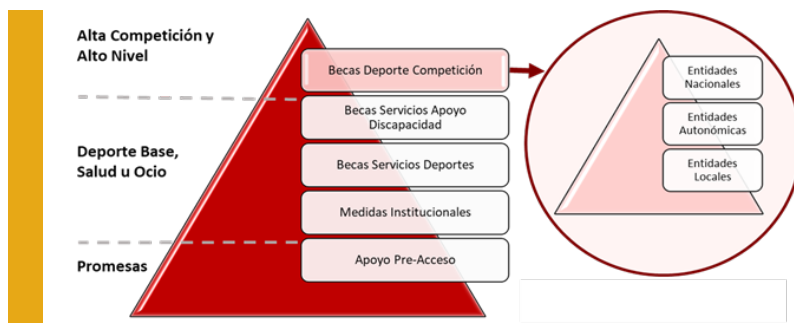 Alta Competición y
Alto Nivel
Becas Deporte Competición
Becas Servicios Apoyo
Discapacidad
Deporte Base,
Salud u Ocio
Becas Servicios Deportes
Medidas Institucionales
Promesas
Apoyo Pre-Acceso
Entidades
Nacionales
Entidades
Autonómicas
Entidades
Locales